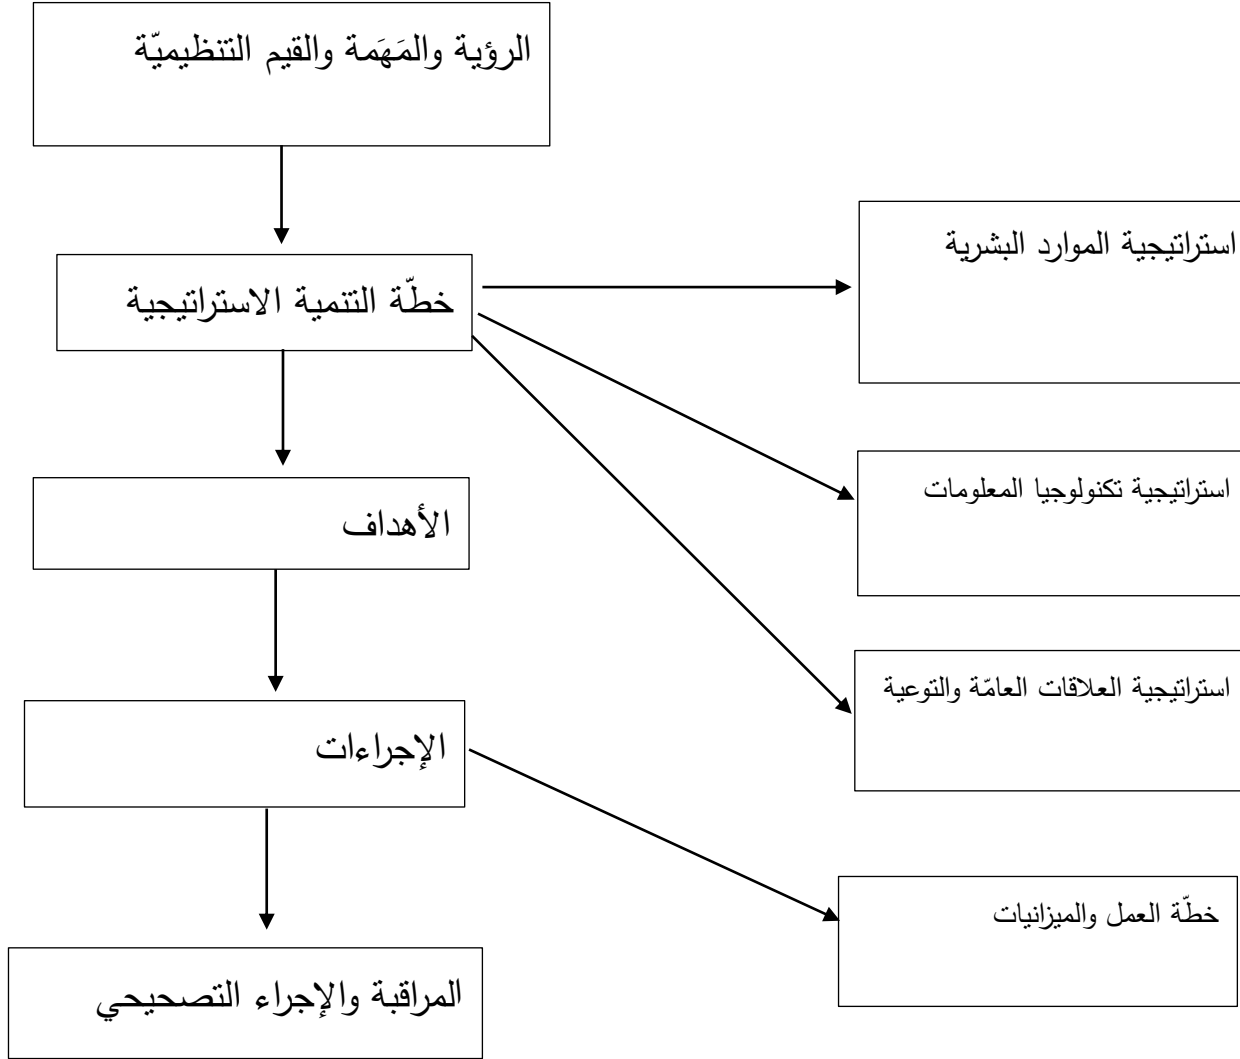 الرؤية والمَهَمة والقيم التنظيميّة
استراتيجية الموارد البشرية
خطّة التنمية الاستراتيجية
استراتيجية تكنولوجيا المعلومات
الأهداف
استراتيجية العلاقات العامّة والتوعية
الإجراءات
خطّة العمل والميزانيات
المراقبة والإجراء التصحيحي